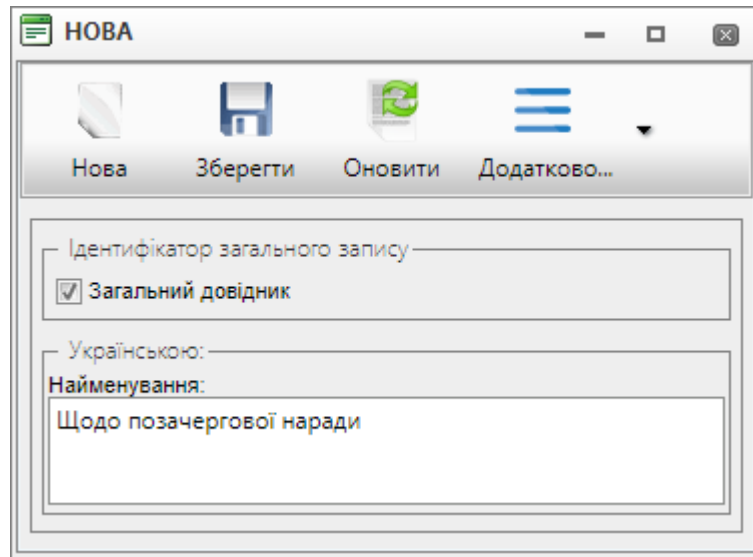 НОВА
Нова Зберегти Оновити Додатково...
Ідентифікатор загального запису
Загальний довідник
Українською:
Найменування:
Щодо позачергової наради